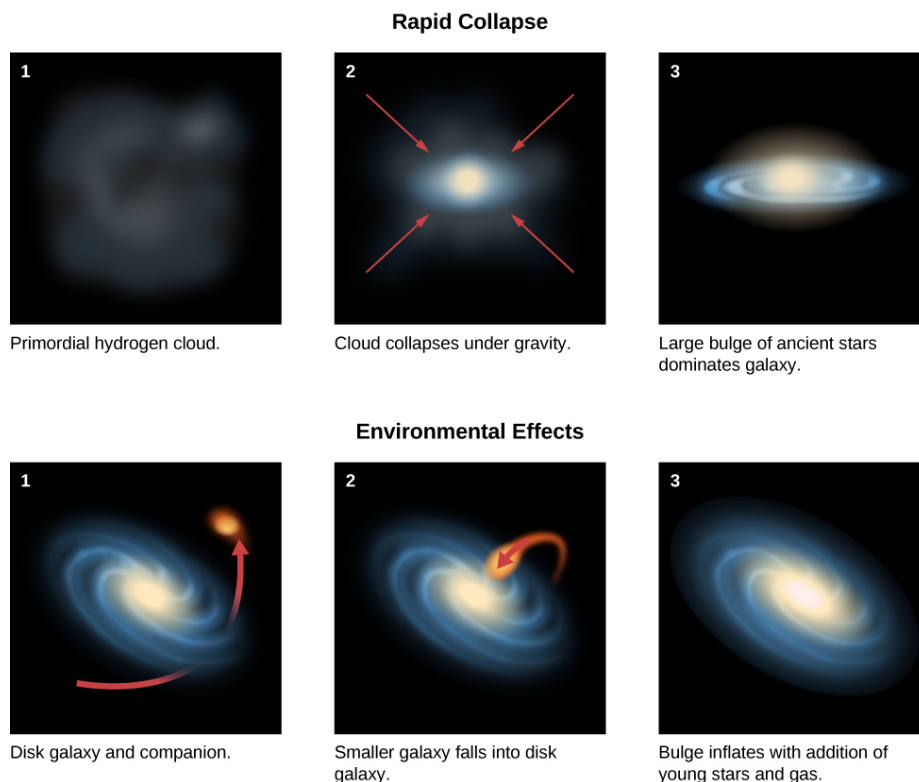 Rapid Collapse
1
2
3
Primordial hydrogen cloud.
Cloud collapses under gravity.
Large bulge of ancient stars
dominates galaxy.
Environmental Effects
1
2
3
Disk galaxy and companion.
Smaller galaxy falls into disk
galaxy.
Bulge inflates with addition of
young stars and gas.